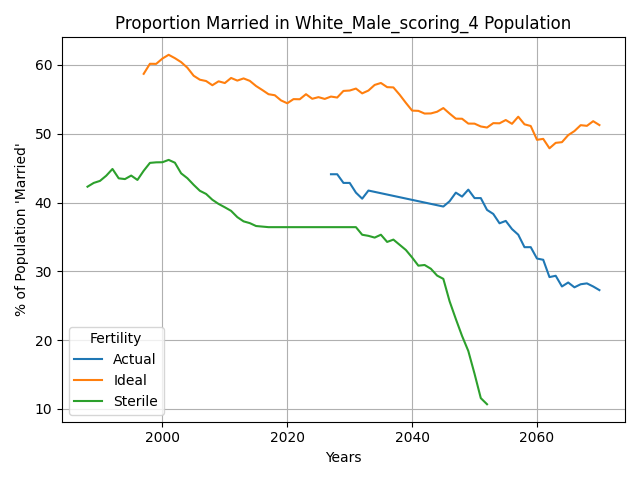 Proportion Married in White_Male_scoring_4 Population
% of Population 'Married'
60
50
40
30
20
10
Fertility
Actual
Ideal
Sterile
2000 2020 2040 2060
Years